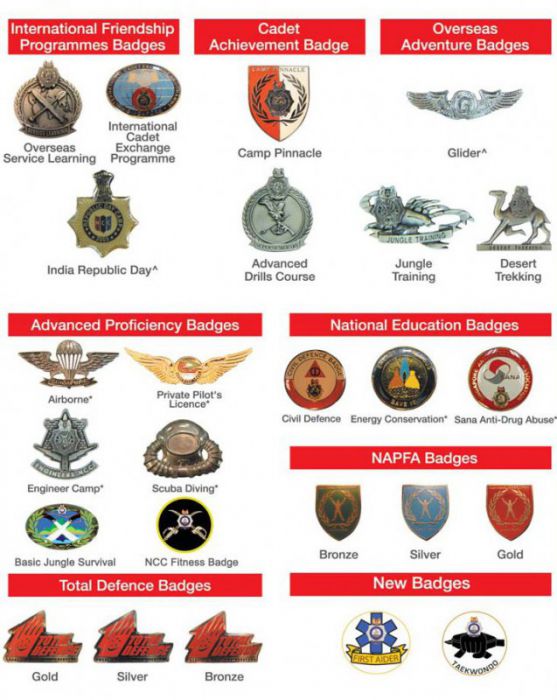 International Friendship
Programmes Badges
Overseas
Service Learning
International
Cadet
Exchange
Programme
India Republic Day^
Cadet
Achievement Badge
CAMP PINNACLE
Camp Pinnacle
Advanced
Drills Course
Overseas
Adventure Badges
Glider^
JUNGLE TRAINING
Jungle
Training
DESERT TREKKING
Desert
Trekking
Advanced Proficiency Badges
Airborne*
Private Pilot's
Licence*
ENGINEERS NCC
Engineer Camp*
Scuba Diving*
Basic Jungle Survival
NCC Fitness Badge
National Education Badges
CIVIL DEFENCE BADGE
Civil Defence
Energy Conservation*
SANA
Sana Anti-Drug Abuse*
NAPFA Badges
Bronze
Silver
Gold
Total Defence Badges
TOTAL
DEFENCE
Gold
TOTAL
DEFENCE
Silver
TOTAL
DEFENCE
Bronze
New Badges
FIRST AIDER
TAEKWONDO